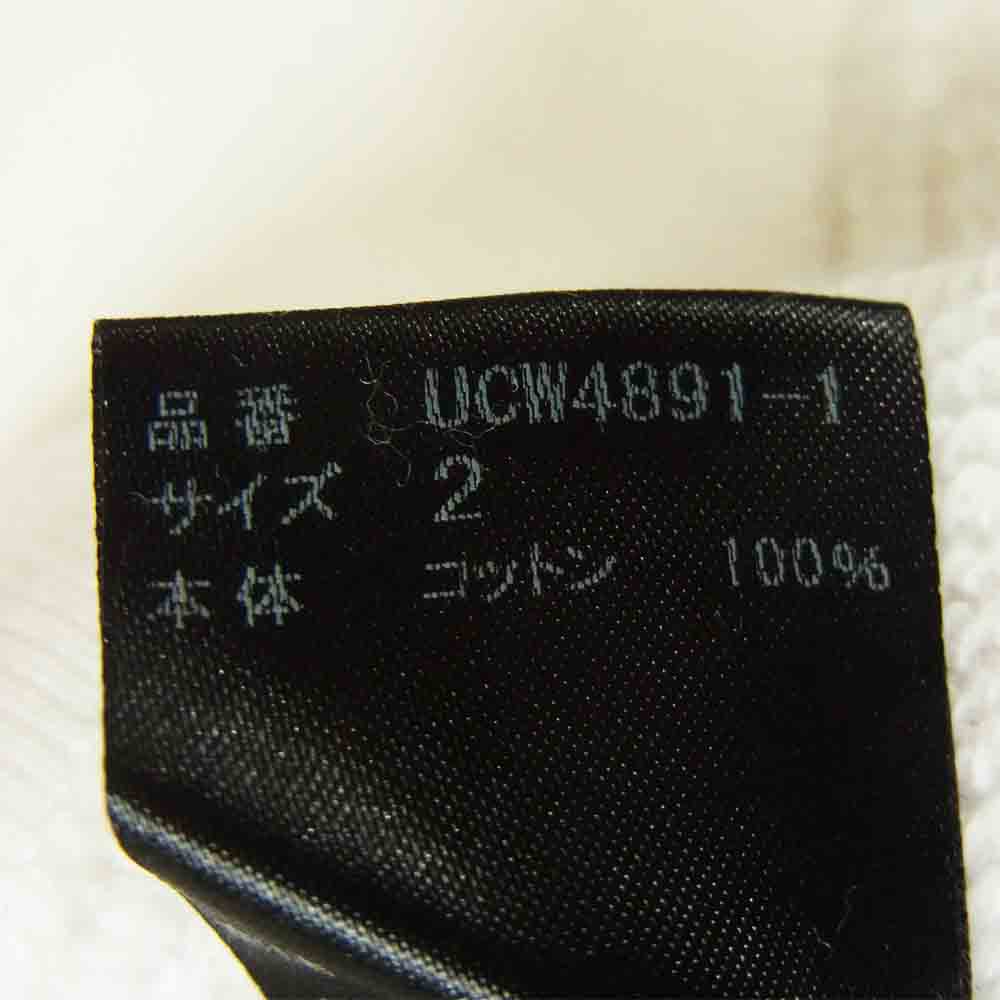 品番 UCW4891-1
サイズ 2
本体 コットン 100%